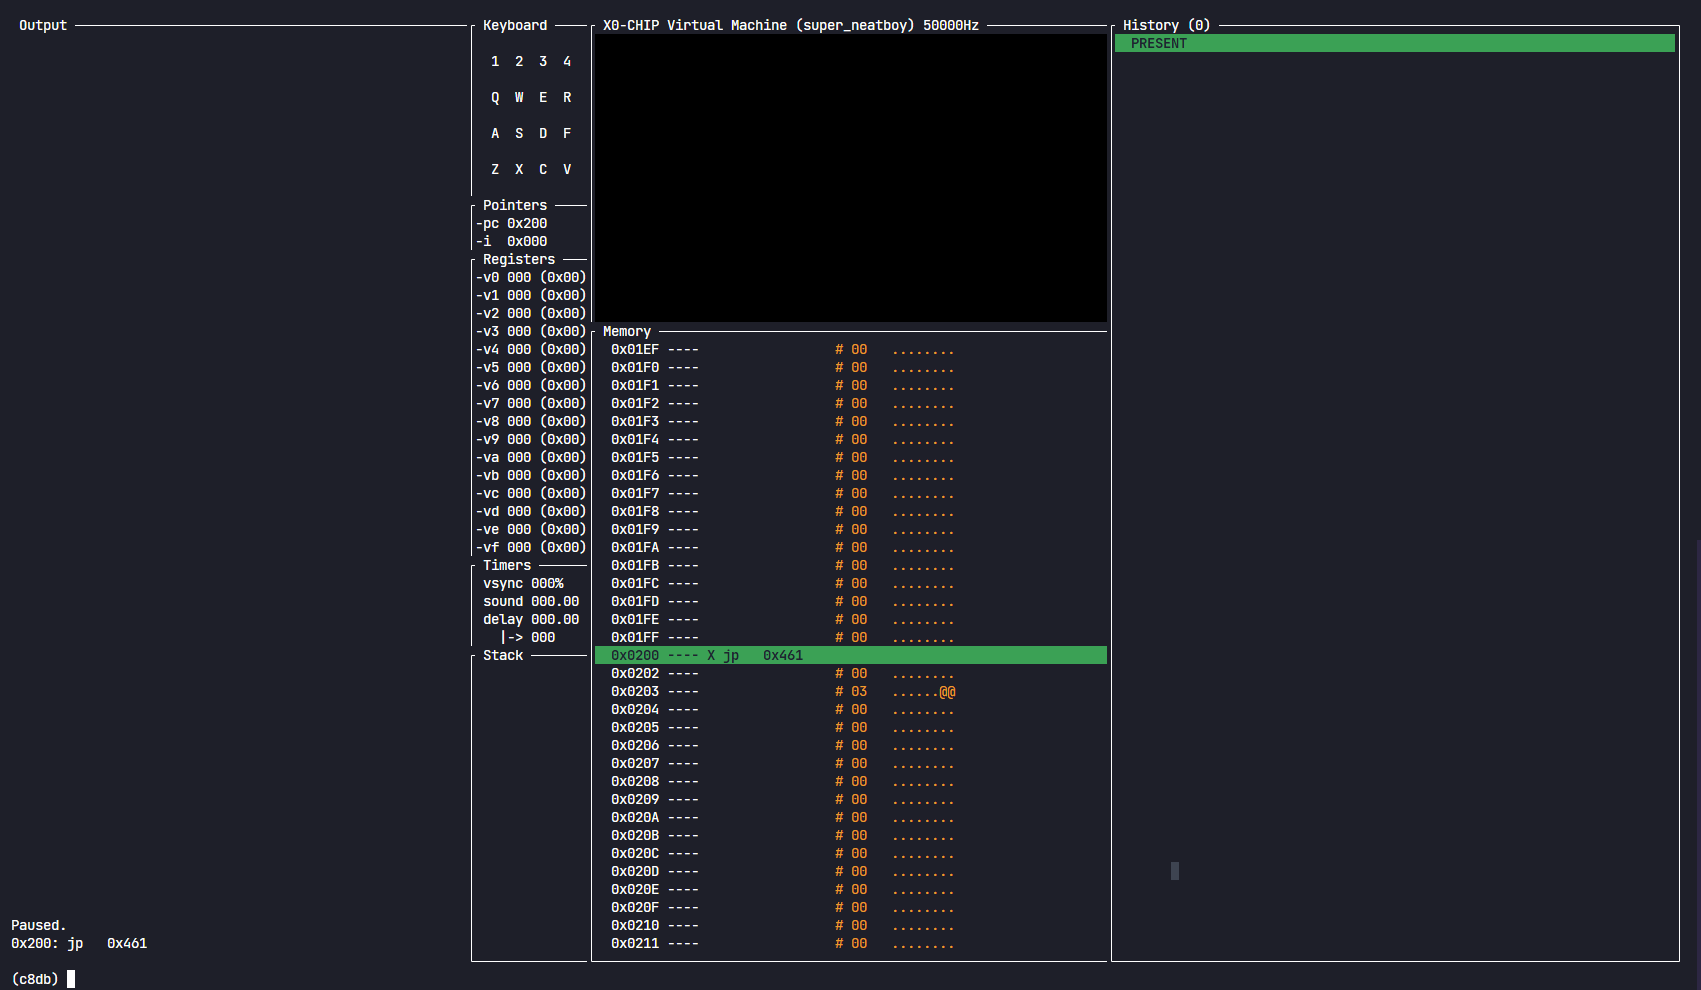 Output
Paused.
0x200: jp   0x461
(c8db)
Keyboard
1  2  3  4
Q  W  E  R
A  S  D  F
Z  X  C  V
Pointers
-pc 0x200
-i  0x000
Registers
-v0 000 (0x00)
-v1 000 (0x00)
-v2 000 (0x00)
-v3 000 (0x00)
-v4 000 (0x00)
-v5 000 (0x00)
-v6 000 (0x00)
-v7 000 (0x00)
-v8 000 (0x00)
-v9 000 (0x00)
-va 000 (0x00)
-vb 000 (0x00)
-vc 000 (0x00)
-vd 000 (0x00)
-ve 000 (0x00)
-vf 000 (0x00)
Timers
vsync 000%
sound 000.00
delay 000.00
|-> 000
Stack
XO-CHIP Virtual Machine (super_neatboy) 50000Hz
Memory
0x01EF ---- # 00 ........
0x01F0 ---- # 00 ........
0x01F1 ---- # 00 ........
0x01F2 ---- # 00 ........
0x01F3 ---- # 00 ........
0x01F4 ---- # 00 ........
0x01F5 ---- # 00 ........
0x01F6 ---- # 00 ........
0x01F7 ---- # 00 ........
0x01F8 ---- # 00 ........
0x01F9 ---- # 00 ........
0x01FA ---- # 00 ........
0x01FB ---- # 00 ........
0x01FC ---- # 00 ........
0x01FD ---- # 00 ........
0x01FE ---- # 00 ........
0x01FF ---- # 00 ........
0x0200 ---- X jp   0x461
0x0202 ---- # 00 ........
0x0203 ---- # 03 ......@@
0x0204 ---- # 00 ........
0x0205 ---- # 00 ........
0x0206 ---- # 00 ........
0x0207 ---- # 00 ........
0x0208 ---- # 00 ........
0x0209 ---- # 00 ........
0x020A ---- # 00 ........
0x020B ---- # 00 ........
0x020C ---- # 00 ........
0x020D ---- # 00 ........
0x020E ---- # 00 ........
0x020F ---- # 00 ........
0x0210 ---- # 00 ........
0x0211 ---- # 00 ........
History (0)
PRESENT